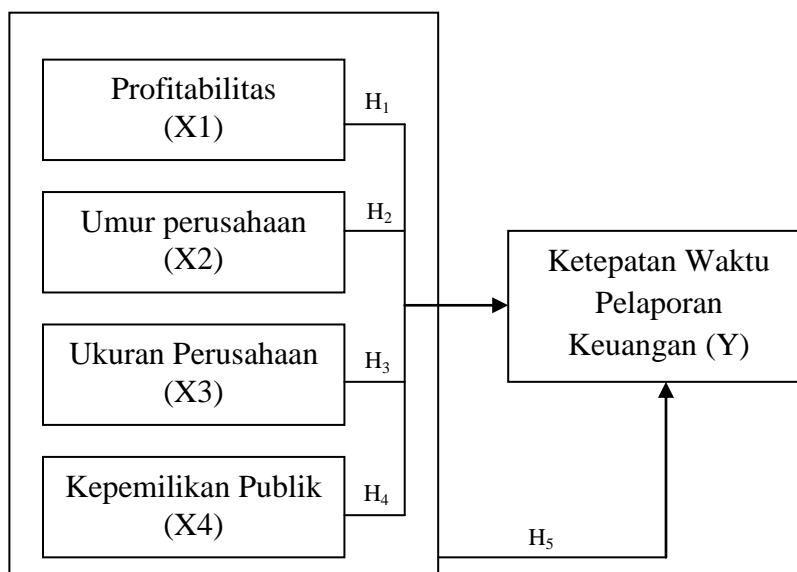 Profitabilitas
(X1)
H₁
Umur perusahaan
(X2)
H₂
Ukuran Perusahaan
(X3)
H₃
Kepemilikan Publik
(X4)
H₄
Ketepatan Waktu
Pelaporan
Keuangan (Y)
H₅